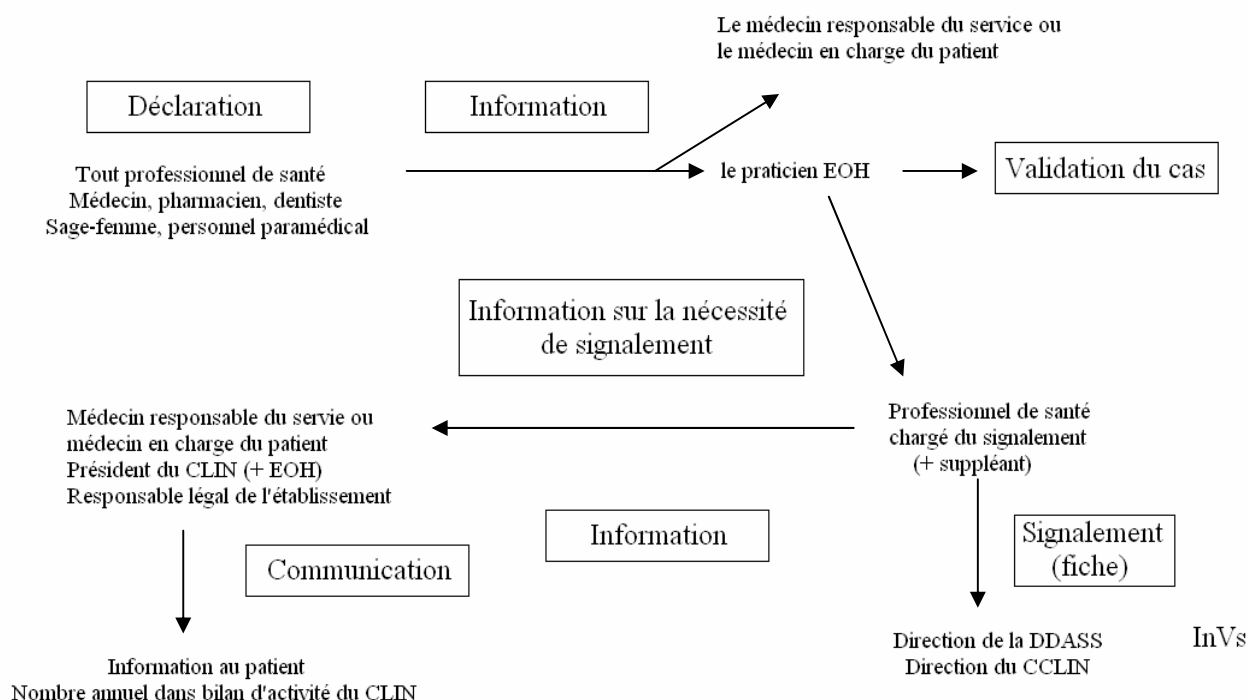 Le médecin responsable du service ou
le médecin en charge du patient
Déclaration
Information
Tout professionnel de santé
Médecin, pharmacien, dentiste
Sage-femme, personnel paramédical
le praticien EOH
Validation du cas
Information sur la nécessité
de signalement
Médecin responsable du servie ou
médecin en charge du patient
Président du CLIN (+ EOH)
Responsable légal de l'établissement
Professionnel de santé
chargé du signalement
(+ suppléant)
Information
Signalement
(fiche)
Communication
Information au patient
Nombre annuel dans bilan d'activité du CLIN
Direction de la DDASS
Direction du CCLIN
InVs